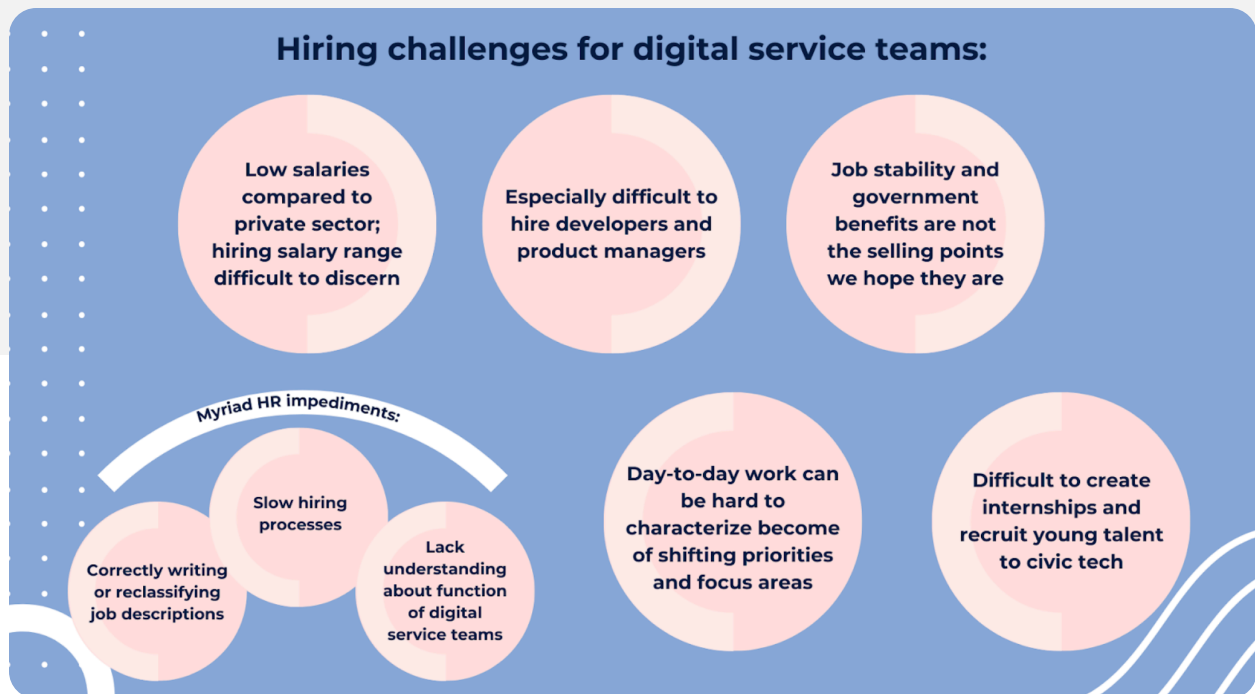 Hiring challenges for digital service teams:
Low salaries
compared to
private sector;
hiring salary range
difficult to discern
Especially difficult to
hire developers and
product managers
Job stability and
government
benefits are not
the selling points
we hope they are
Myriad HR impediments:
Correctly writing
or reclassifying
job descriptions
Slow hiring
processes
Lack
understanding
about function
of digital
service teams
Day-to-day work can
be hard to
characterize become
of shifting priorities
and focus areas
Difficult to create
internships and
recruit young talent
to civic tech